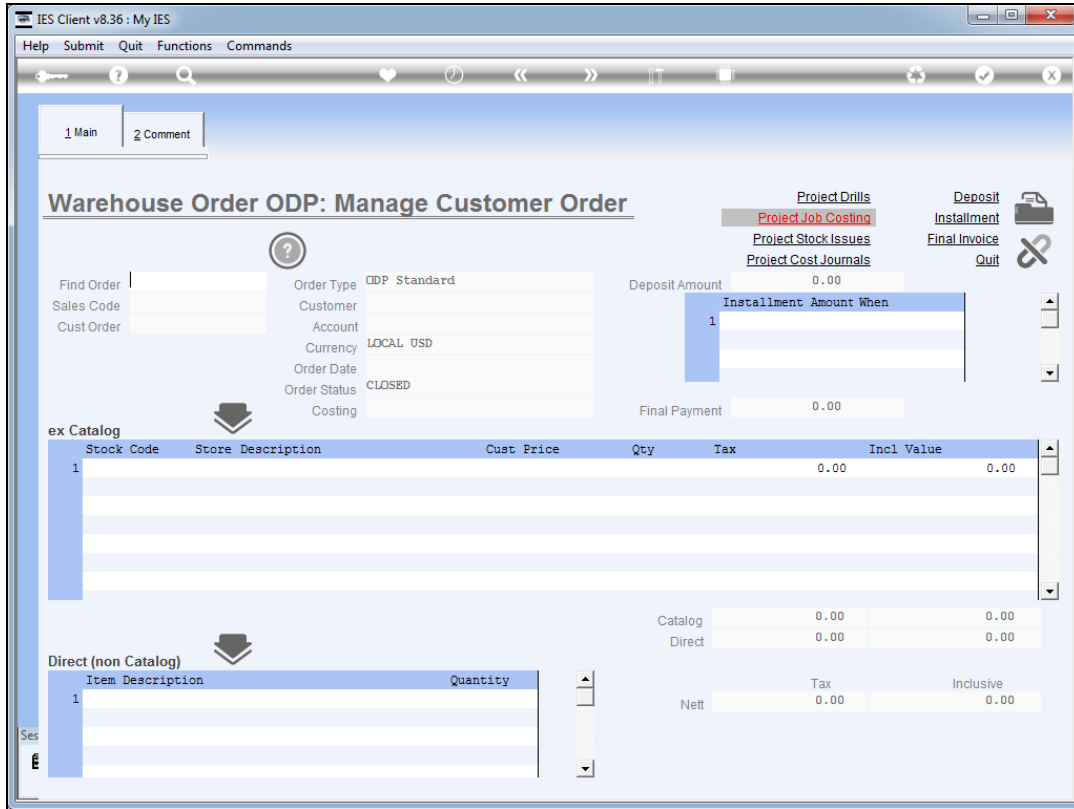 IES Client v8.36 : My IES
Help Submit Quit Functions Commands
1 Main 2 Comment
Warehouse Order ODP: Manage Customer Order
Project Drills Deposit
Project Job Costing Installment
Project Stock Issues Final Invoice
Project Cost Journals Quit
Find Order Order Type ODP Standard Deposit Amount 0.00
Sales Code Customer Installment Amount When
Cust Order Account 1
Currency LOCAL USD
Order Date
Order Status CLOSED
Costing Final Payment 0.00
ex Catalog
Stock Code Store Description Cust Price Qty Tax Incl Value
1 0.00 0.00
Catalog 0.00 0.00
Direct 0.00 0.00
Direct (non Catalog)
Item Description Quantity
Tax Inclusive
1
Nett 0.00 0.00
Ses